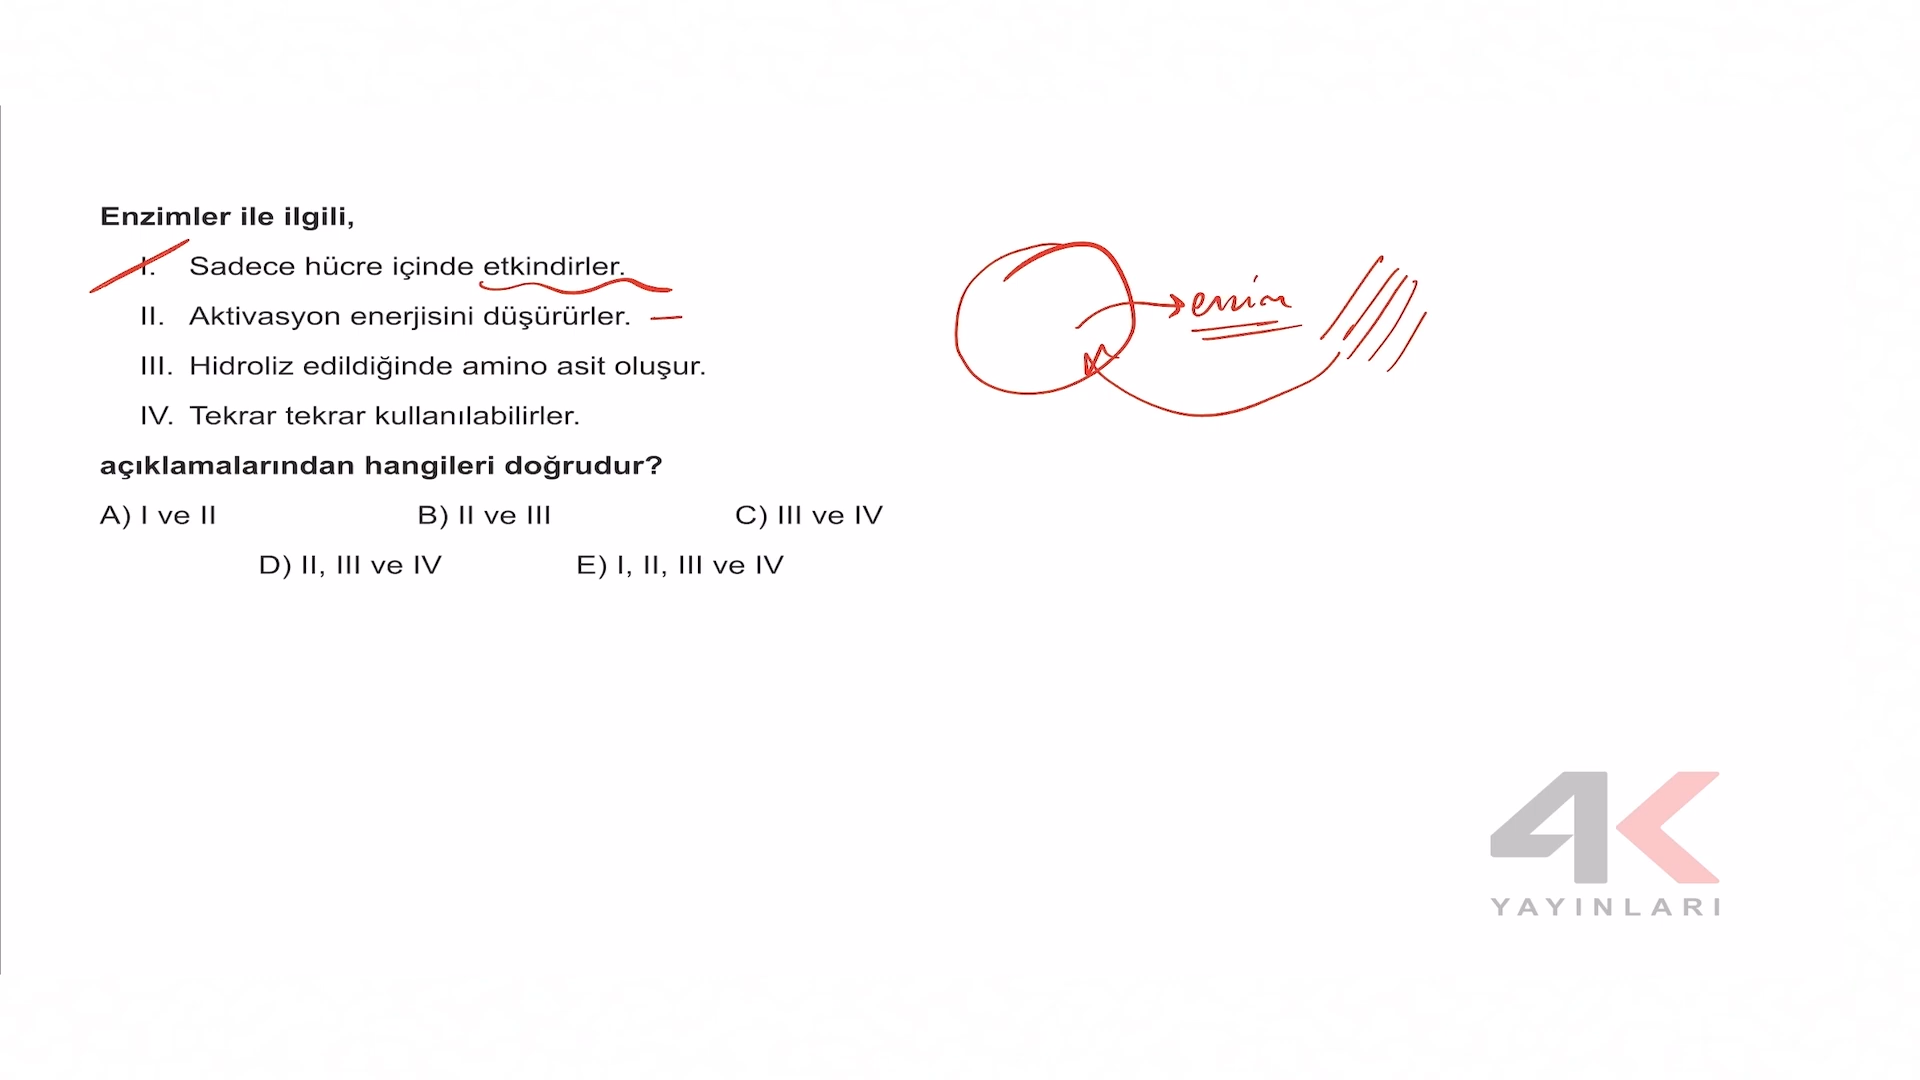 Enzimler ile ilgili,
I. Sadece hücre içinde etkindirler.
II. Aktivasyon enerjisini düşürürler.
III. Hidroliz edildiğinde amino asit oluşur.
IV. Tekrar tekrar kullanılabilirler.
açıklamalarından hangileri doğrudur?
A) I ve II B) II ve III C) III ve IV
D) II, III ve IV E) I, II, III ve IV
enzim
4K
YAYINLARI